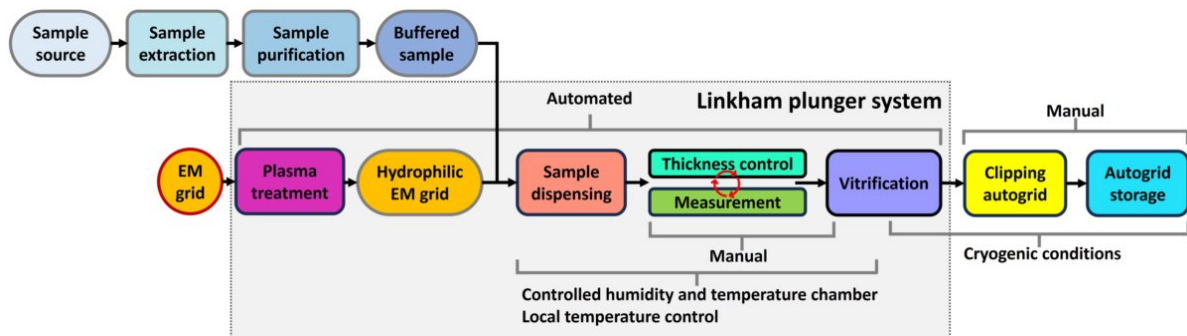 Sample
source
Sample
extraction
Sample
purification
Buffered
sample
Linkham plunger system
Automated
Manual
EM
grid
Plasma
treatment
Hydrophilic
EM grid
Sample
dispensing
Thickness control
Measurement
Vitrification
Clipping
autogrid
Autogrid
storage
Manual
Cryogenic conditions
Controlled humidity and temperature chamber
Local temperature control